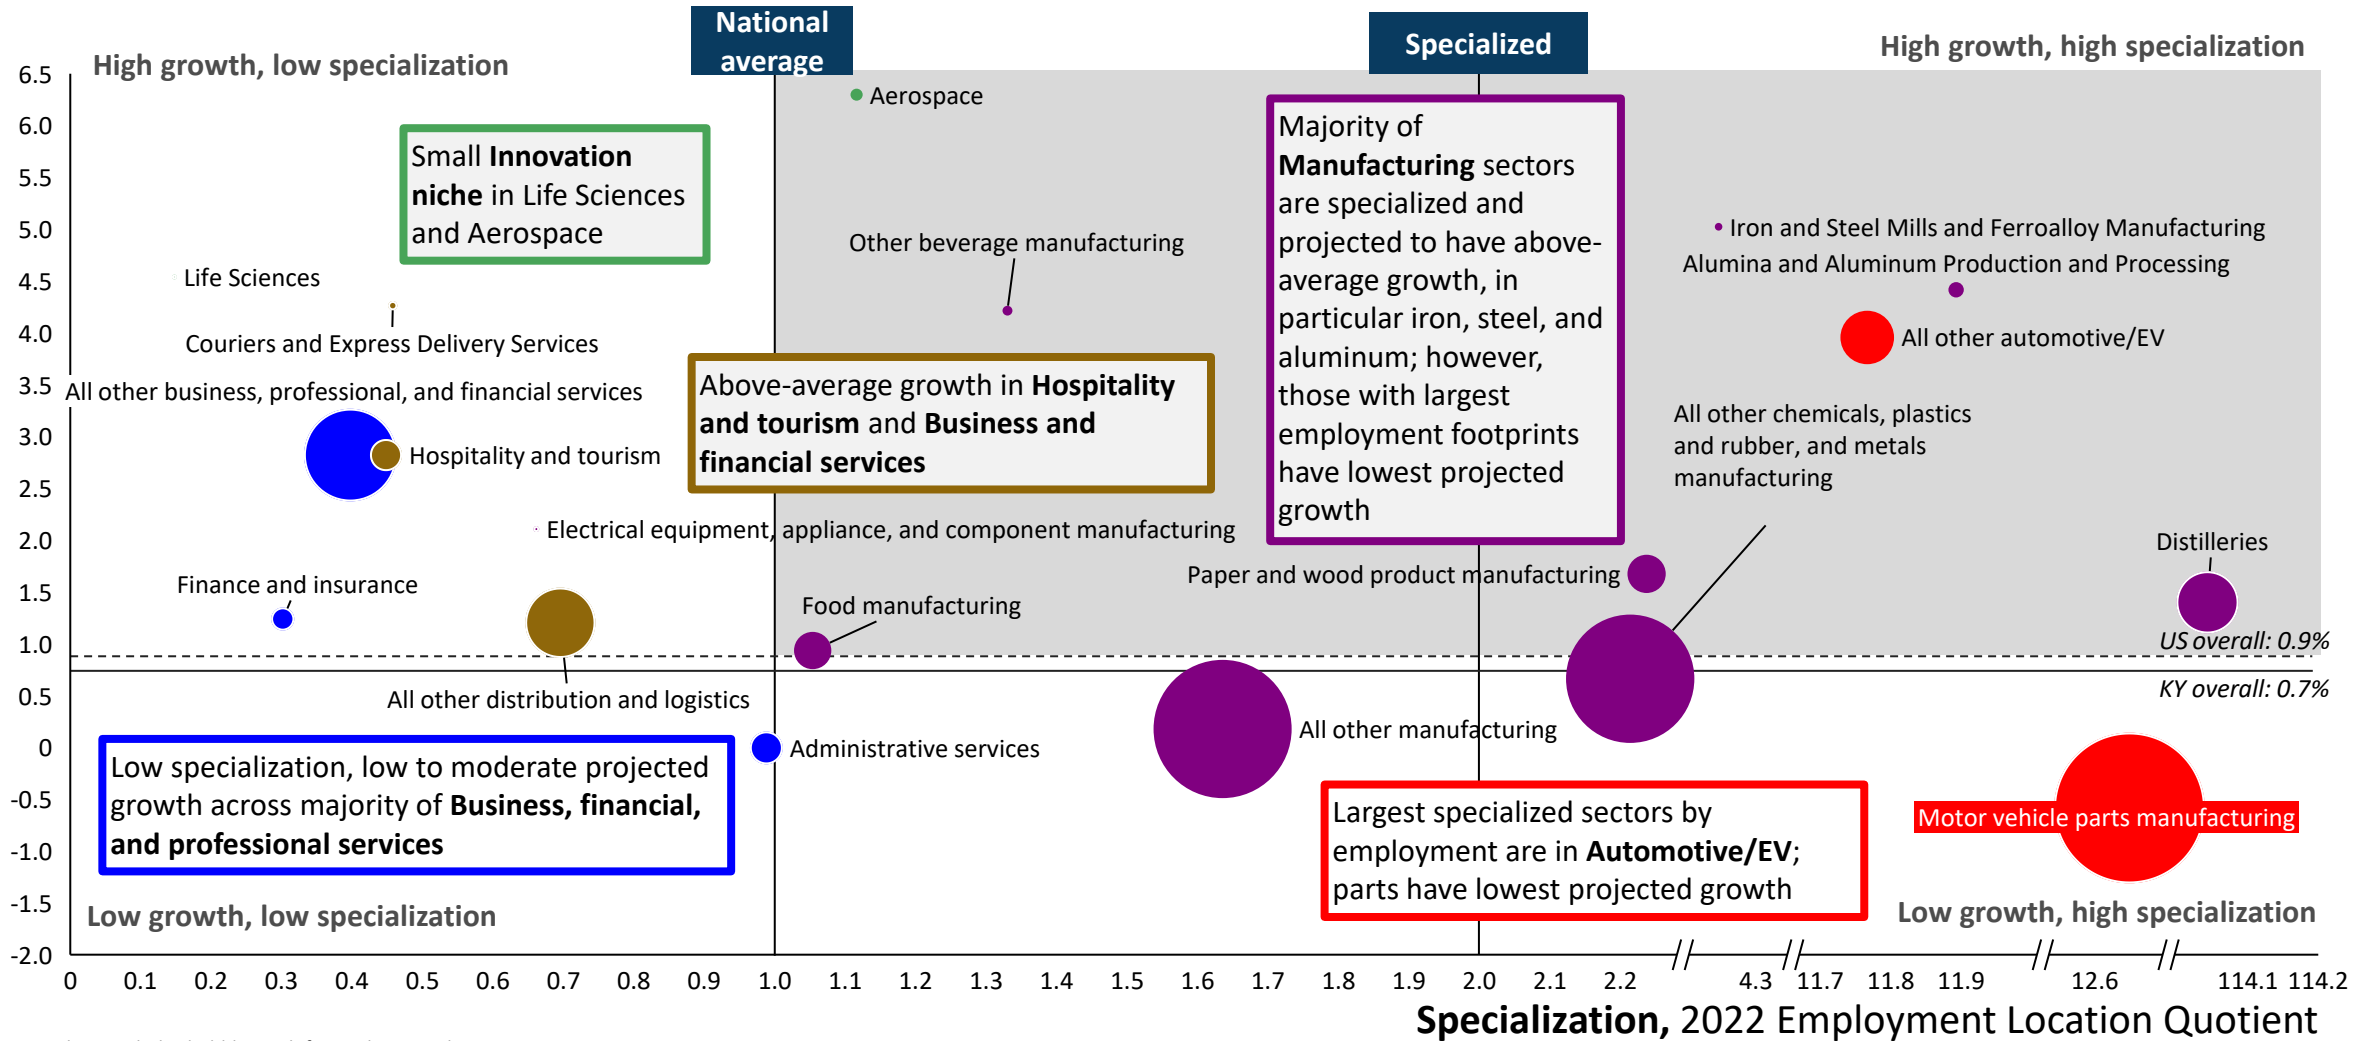 National
average
Specialized
High growth, low specialization
High growth, high specialization
6.5
6.0
5.5
5.0
4.5
4.0
3.5
3.0
2.5
2.0
1.5
1.0
0.5
0
-0.5
-1.0
-1.5
-2.0
Aerospace
Small Innovation
niche in Life Sciences
and Aerospace
Majority of
Manufacturing sectors
are specialized and
projected to have above-
average growth, in
particular iron, steel, and
aluminum; however,
those with largest
employment footprints
have lowest projected
growth
Other beverage manufacturing
Iron and Steel Mills and Ferroalloy Manufacturing
Alumina and Aluminum Production and Processing
Life Sciences
Couriers and Express Delivery Services
All other automotive/EV
All other business, professional, and financial services
Above-average growth in Hospitality
and tourism and Business and
financial services
All other chemicals, plastics
and rubber, and metals
manufacturing
Hospitality and tourism
Electrical equipment, appliance, and component manufacturing
Distilleries
Finance and insurance
Paper and wood product manufacturing
Food manufacturing
US overall: 0.9%
KY overall: 0.7%
All other distribution and logistics
All other manufacturing
Administrative services
Low specialization, low to moderate projected
growth across majority of Business, financial,
and professional services
Largest specialized sectors by
employment are in Automotive/EV;
parts have lowest projected growth
Motor vehicle parts manufacturing
Low growth, low specialization
Low growth, high specialization
0 0.1 0.2 0.3 0.4 0.5 0.6 0.7 0.8 0.9 1.0 1.1 1.2 1.3 1.4 1.5 1.6 1.7 1.8 1.9 2.0 2.1 2.2 4.3 11.7 11.8 11.9 12.6 114.1 114.2
Specialization, 2022 Employment Location Quotient